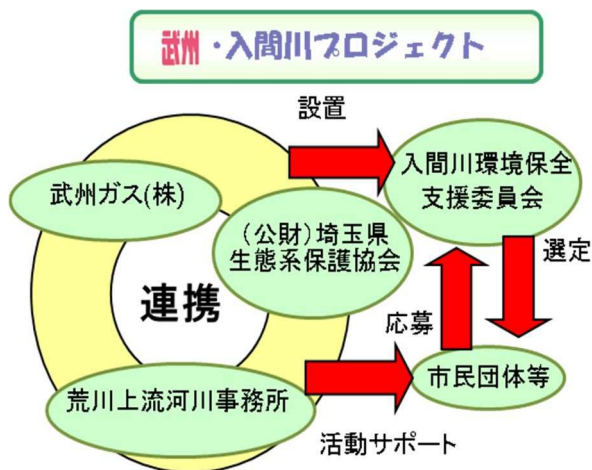 武州・入間川プロジェクト
設置
武州ガス(株)
入間川環境保全
支援委員会
(公財)埼玉県
生態系保護協会
選定
連携
応募
市民団体等
荒川上流河川事務所
活動サポート